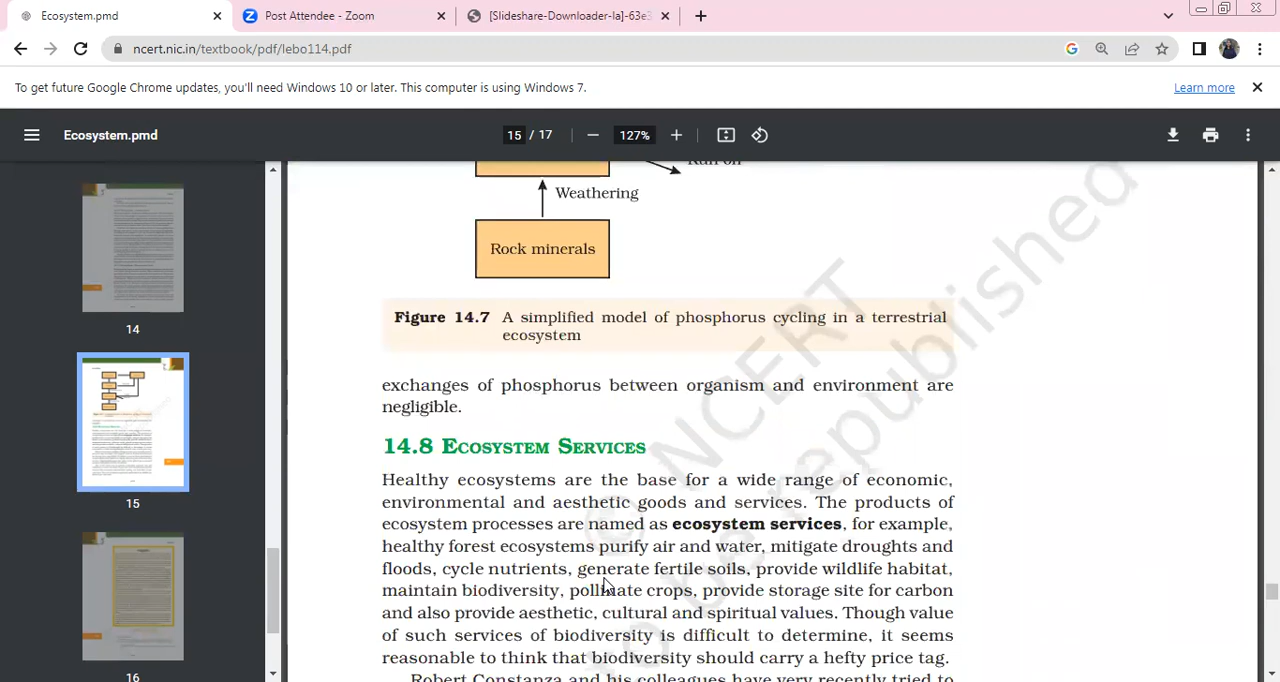 Ecosystem.pmd
Post Attendee - Zoom
[Slideshare-Downloader-la]-63e3
ncert.nic.in/textbook/pdf/lebo114.pdf
To get future Google Chrome updates, you'll need Windows 10 or later. This computer is using Windows 7.
Learn more
Ecosystem.pmd
15 / 17
127%
14
15
16
Run off
Weathering
Rock minerals
Figure 14.7 A simplified model of phosphorus cycling in a terrestrial
ecosystem
exchanges of phosphorus between organism and environment are
negligible.
14.8 ECOSYSTEM SERVICES
Healthy ecosystems are the base for a wide range of economic,
environmental and aesthetic goods and services. The products of
ecosystem processes are named as ecosystem services, for example,
healthy forest ecosystems purify air and water, mitigate droughts and
floods, cycle nutrients, generate fertile soils, provide wildlife habitat,
maintain biodiversity, pollinate crops, provide storage site for carbon
and also provide aesthetic, cultural and spiritual values. Though value
of such services of biodiversity is difficult to determine, it seems
reasonable to think that biodiversity should carry a hefty price tag.
Robert Constanza and his colleagues have very recently tried to
© NCERT
to be republished